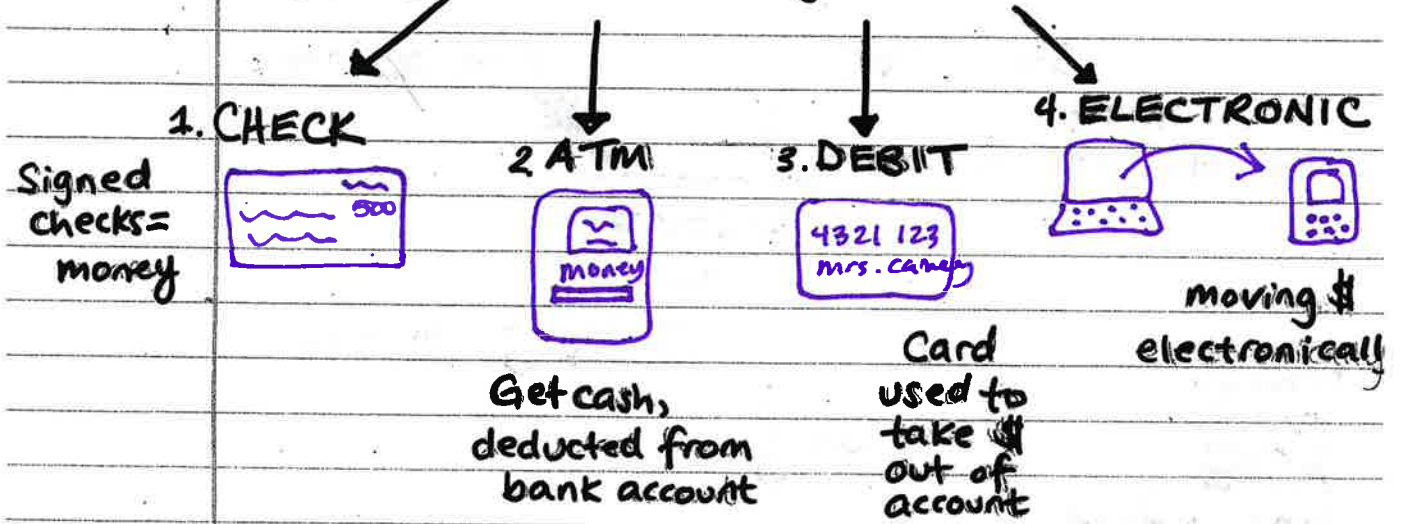 1. CHECK
Signed
checks=
money
500
2 ATM
money
Get cash,
deducted from
bank account
3. DEBIT
4321 123
mrs.
Card
used to
take $
out of
account
4. ELECTRONIC
moving $
electronically